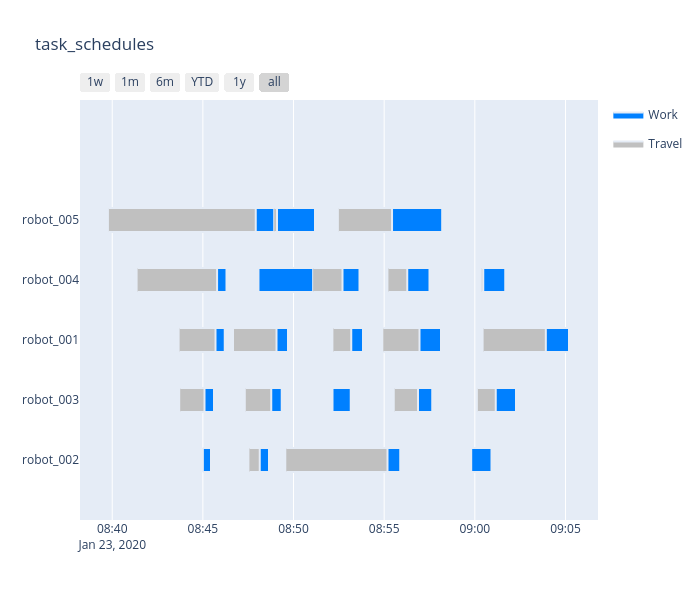 task_schedules
1w 1m 6m YTD 1y all
Work
Travel
robot_005
robot_004
robot_001
robot_003
robot_002
08:40 08:45 08:50 08:55 09:00 09:05
Jan 23, 2020